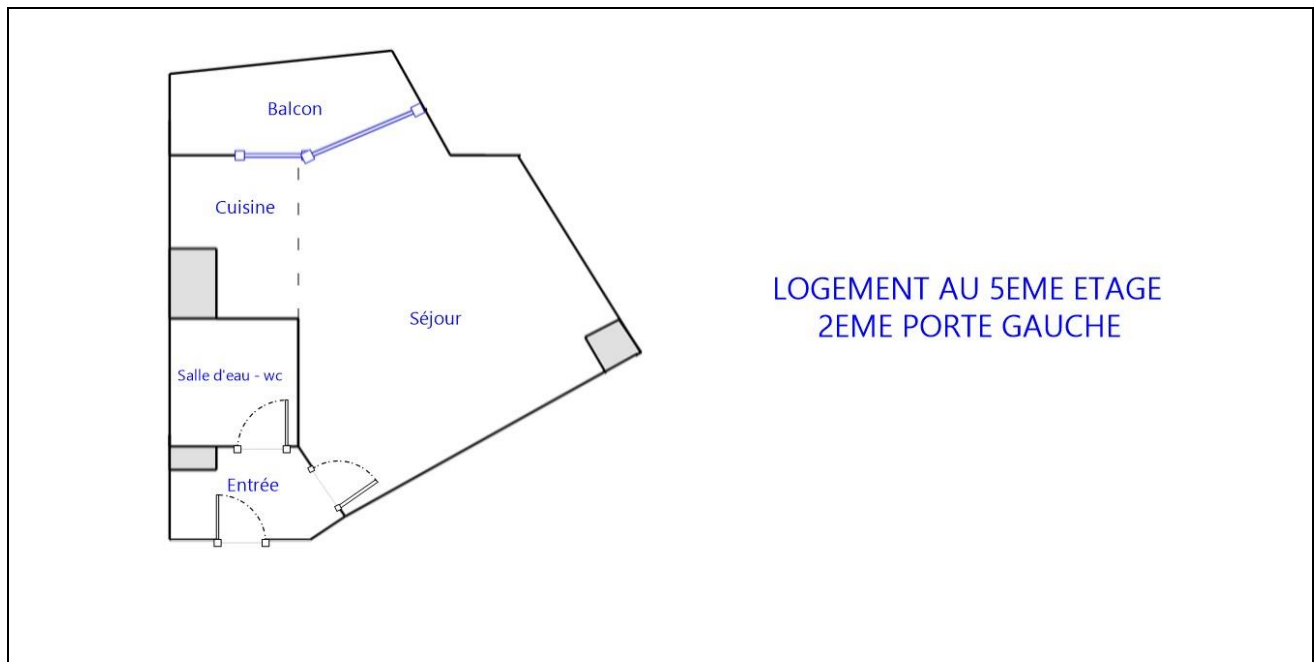 Balcon
Cuisine
Séjour
LOGEMENT AU 5EME ETAGE
2EME PORTE GAUCHE
Salle d'eau - wc
Entrée